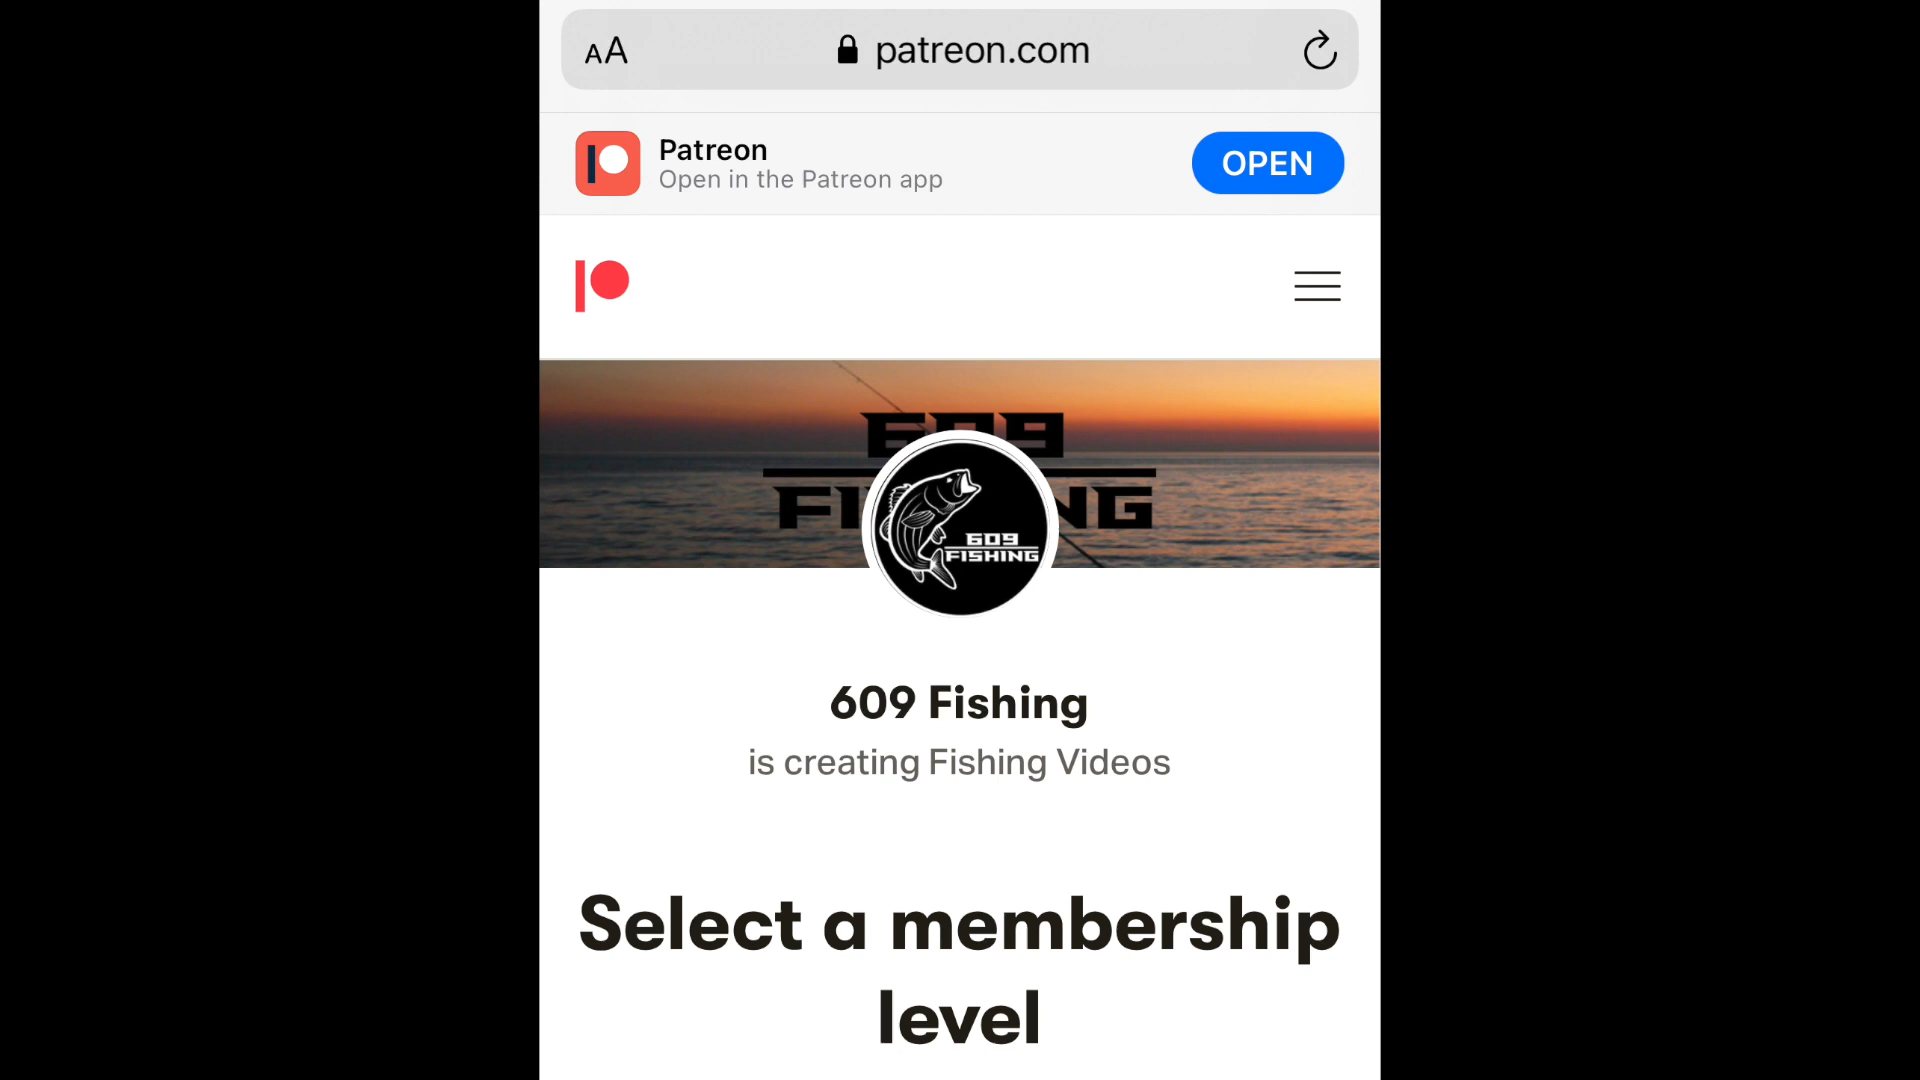 AA patreon.com
Patreon
Open in the Patreon app
OPEN
609
FI NG
609
FISHING
609 Fishing
is creating Fishing Videos
Select a membership
level